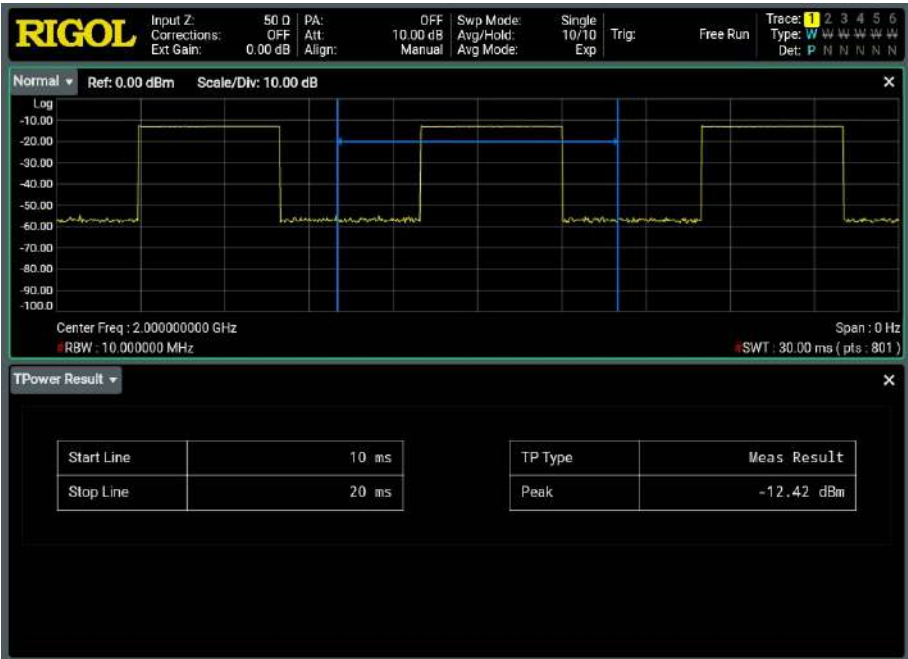 RIGOL
Input Z: 50 Ω PA: OFF Swp Mode: Single Trace: 1 2 3 4 5 6
Corrections: OFF Att: 10.00 dB Avg/Hold: 10/10 Trig: Free Run Type: W W W W W W
Ext Gain: 0.00 dB Align: Manual Avg Mode: Exp Det: P N N N N N
Normal Ref: 0.00 dBm Scale/Div: 10.00 dB
Log
-10.00
-20.00
-30.00
-40.00
-50.00
-60.00
-70.00
-80.00
-90.00
-100.0
Center Freq : 2.000000000 GHz Span : 0 Hz
#RBW : 10.000000 MHz #SWT : 30.00 ms ( pts : 801 )
TPower Result
Start Line 10 ms TP Type Meas Result
Stop Line 20 ms Peak -12.42 dBm